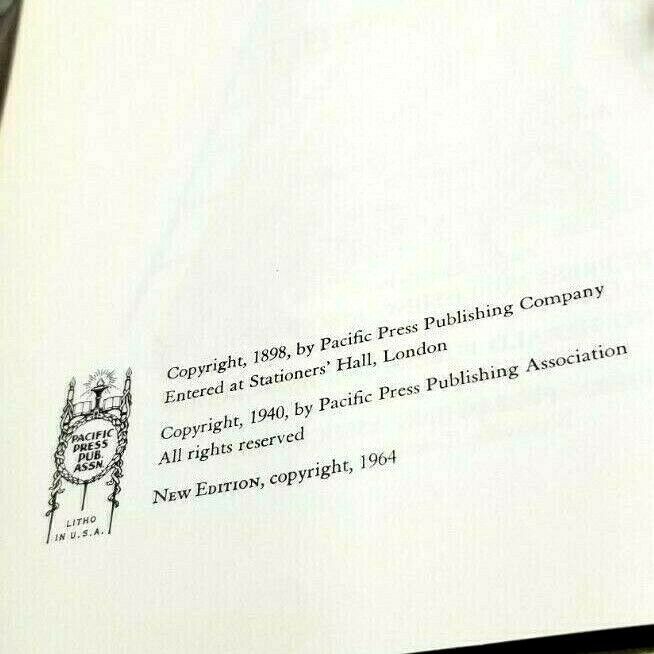 Copyright, 1898, by Pacific Press Publishing Company
Entered at Stationers' Hall, London
Copyright, 1940, by Pacific Press Publishing Association
All rights reserved
NEW EDITION, copyright, 1964
PACIFIC
PRESS
PUB.
ASSN.
LITHO
IN U.S.A.